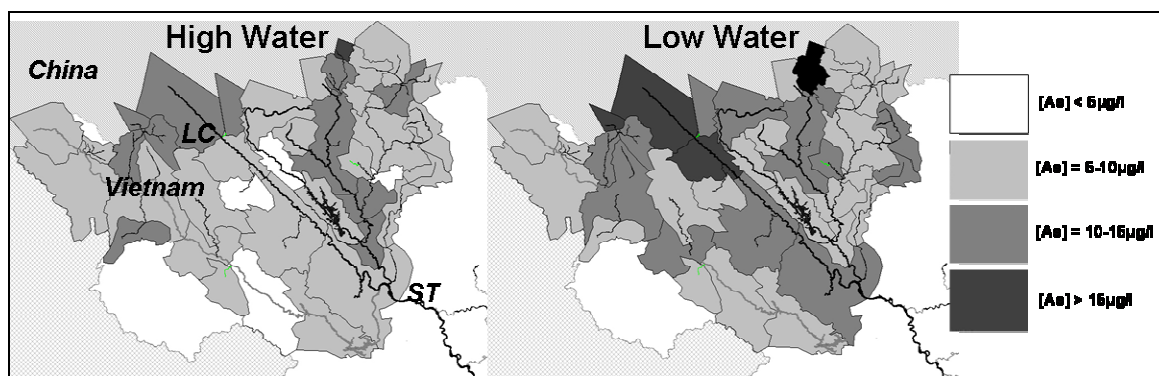 High Water
Low Water
China
LC
Vietnam
ST
[As] < 5µg/l
[As] = 5-10µg/l
[As] = 10-15µg/l
[As] > 15µg/l